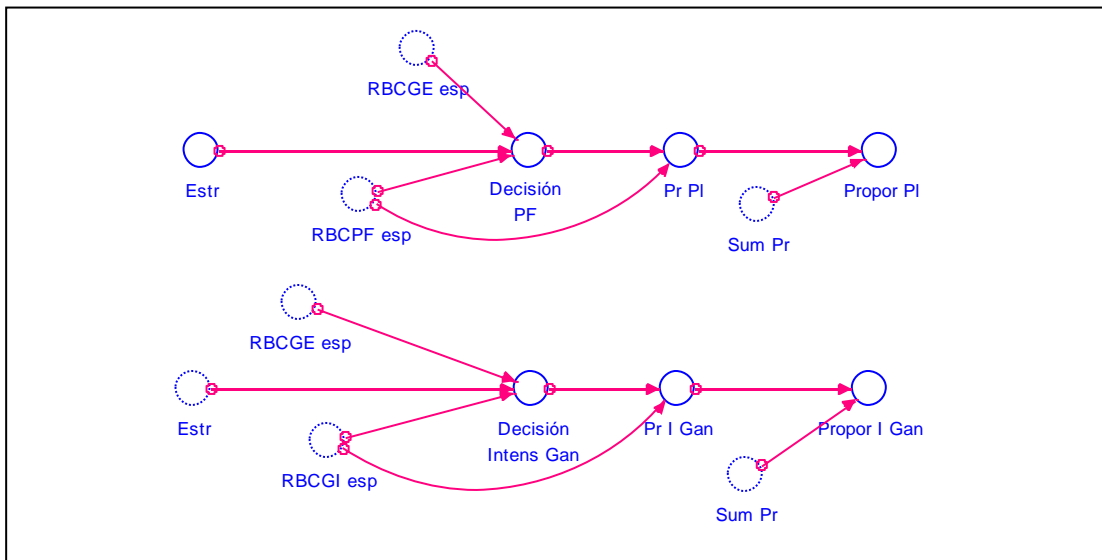 RBCGE esp
Estr
Decisión
PF
Pr Pl
Propor Pl
RBCPF esp
Sum Pr
RBCGE esp
Estr
Decisión
Intens Gan
Pr I Gan
Propor I Gan
RBCGI esp
Sum Pr